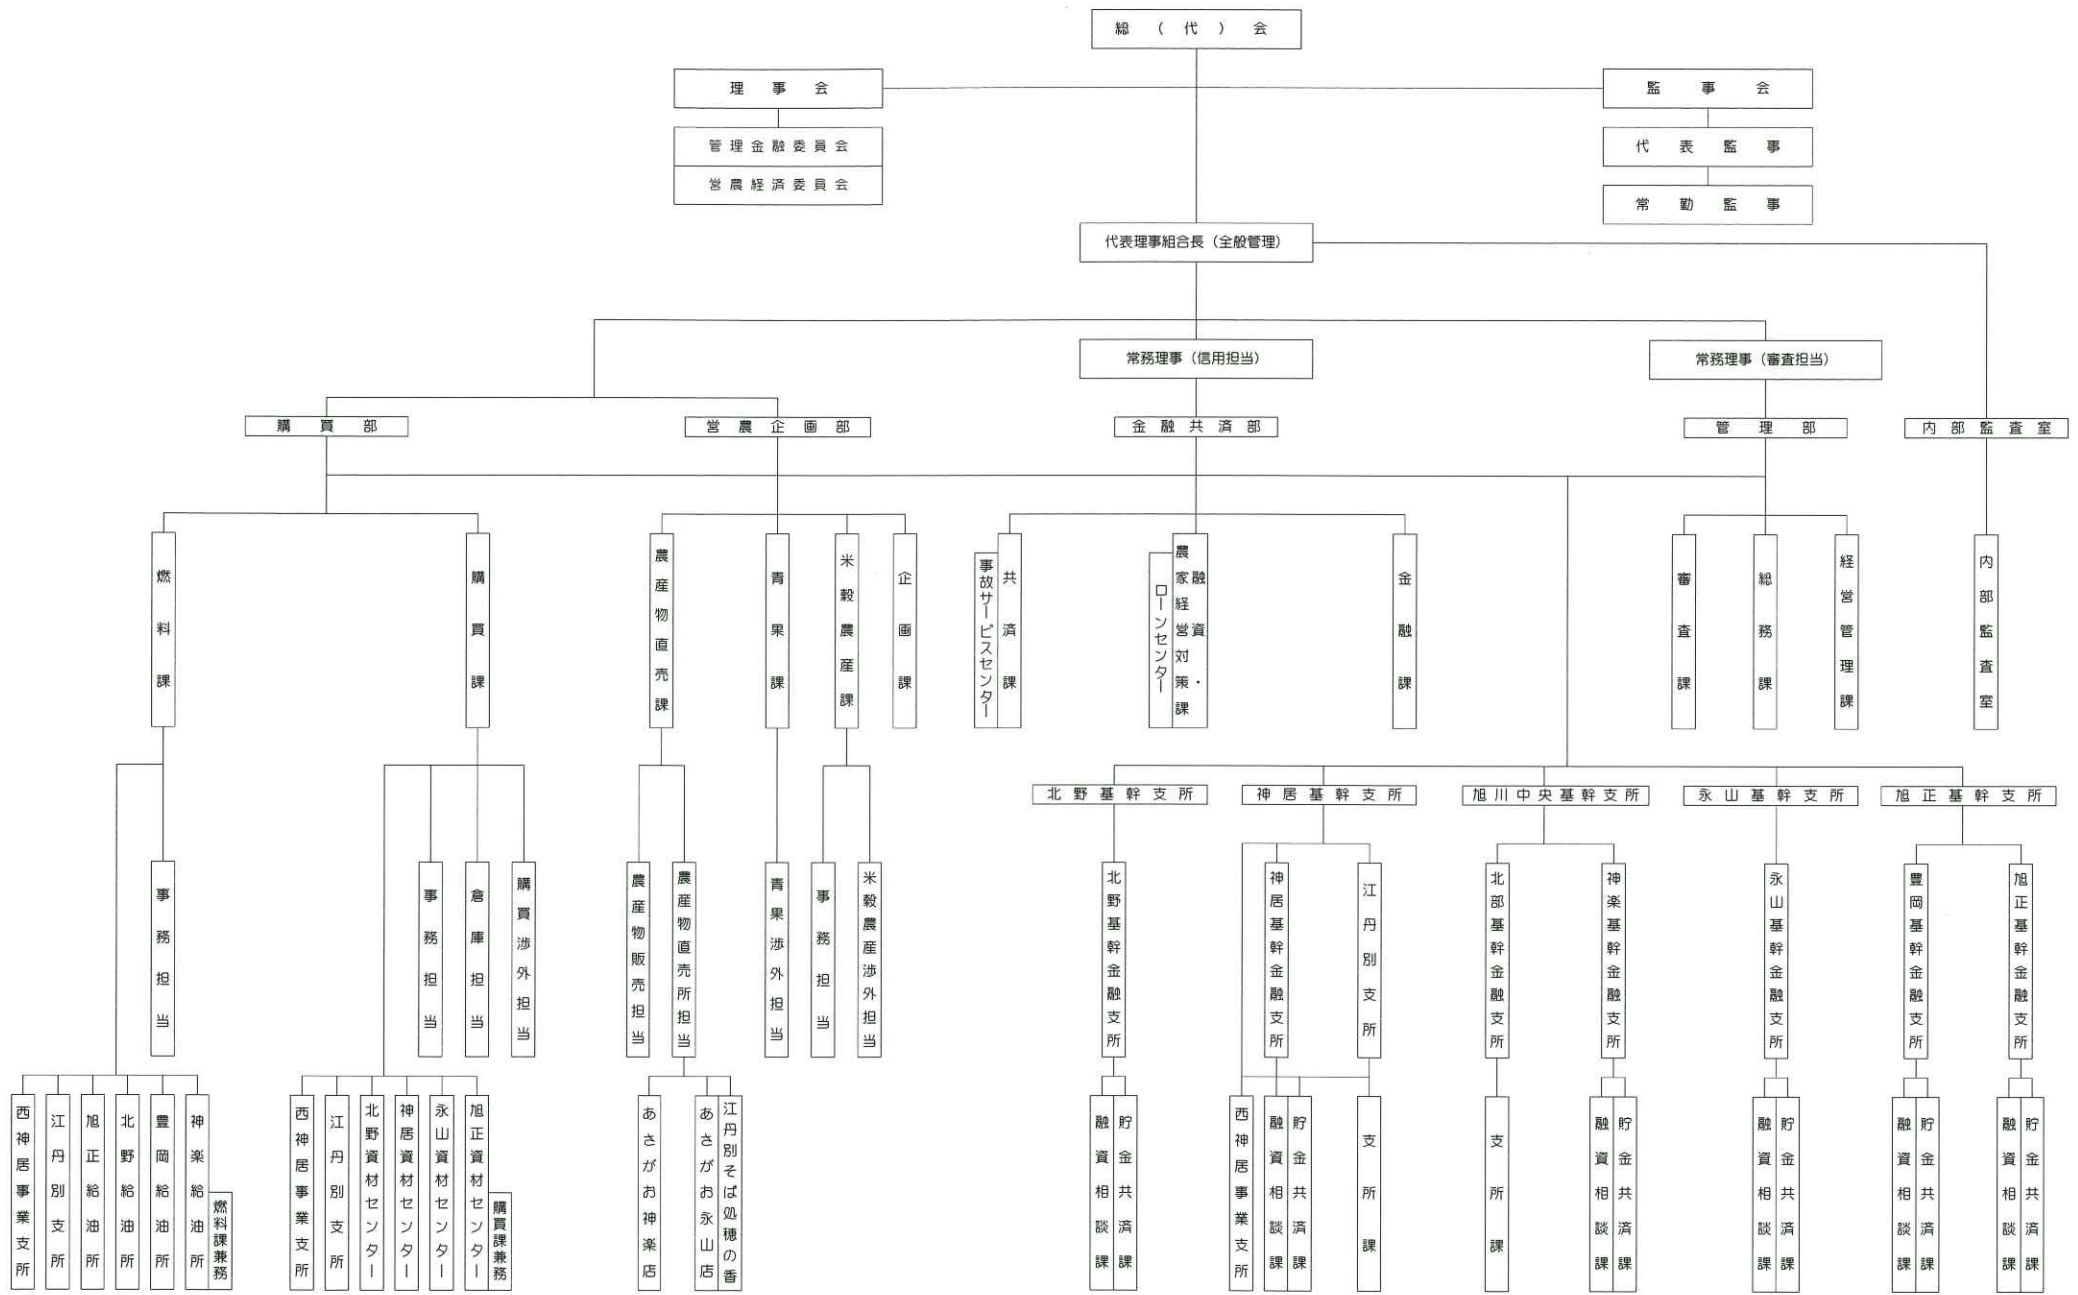 総（代）会
理事会
監事会
管理金融委員会
営農経済委員会
代表監事
常勤監事
代表理事組合長（全般管理）
常務理事（信用担当）
常務理事（審査担当）
購買部
営農企画部
金融共済部
管理部
内部監査室
燃料課
購買課
農産物直売課
青果課
米穀農産課
企画課
事故サービスセンター
共済課
ローンセンター
融資・
農家経営対策課
金融課
審査課
総務課
経営管理課
内部監査室
北野基幹支所
神居基幹支所
旭川中央基幹支所
永山基幹支所
旭正基幹支所
事務担当
事務担当
倉庫担当
購買渉外担当
農産物販売担当
農産物直売所担当
青果渉外担当
事務担当
米穀農産渉外担当
北野基幹金融支所
神居基幹金融支所
江丹別支所
北部基幹金融支所
神楽基幹金融支所
永山基幹金融支所
豊岡基幹金融支所
旭正基幹金融支所
西神居事業支所
江丹別支所
旭正給油所
北野給油所
豊岡給油所
神楽給油所
燃料課兼務
西神居事業支所
江丹別支所
北野資材センター
神居資材センター
永山資材センター
旭正資材センター
購買課兼務
あさがお神楽店
あさがお永山店
江丹別そば処穂の香
融資相談課
貯金共済課
西神居事業支所
融資相談課
貯金共済課
支所課
支所課
融資相談課
貯金共済課
融資相談課
貯金共済課
融資相談課
貯金共済課
融資相談課
貯金共済課